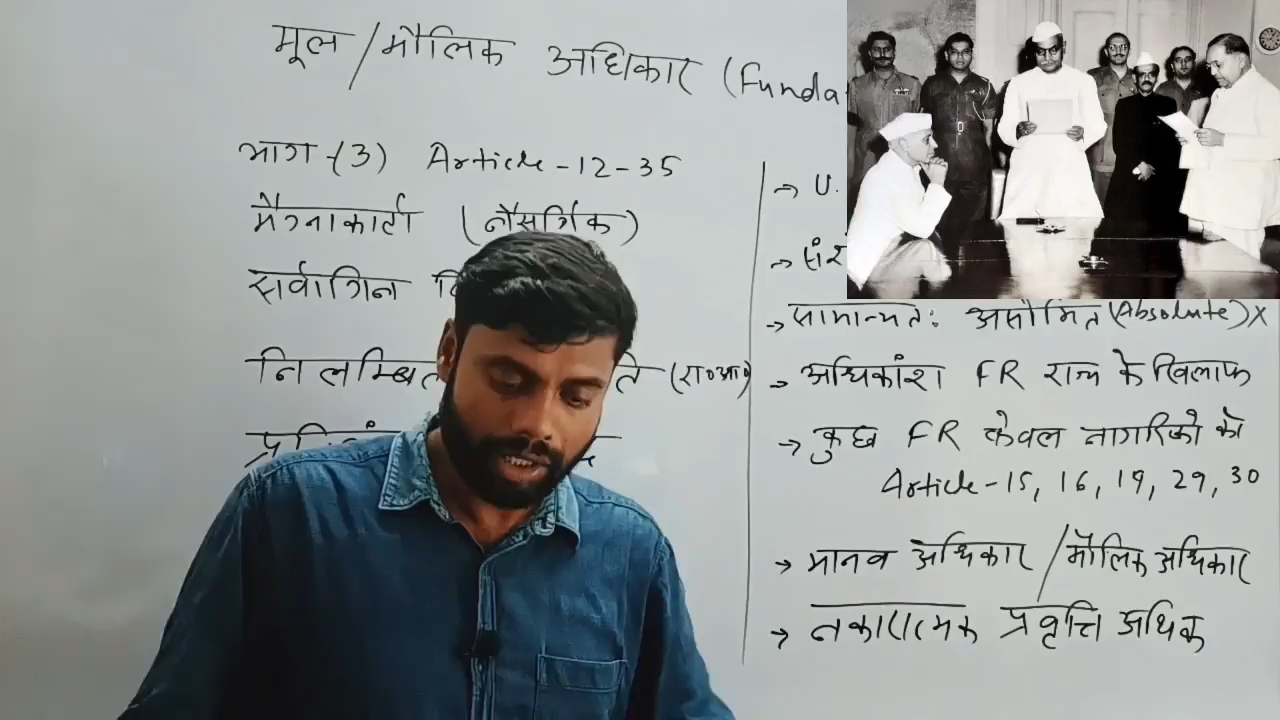 मूल / मौलिक अधिकार (Funda
भाग -(3) Article -12-35
मैग्नाकार्टा (नैसर्गिक)
सर्वागिन
निलम्बित ति (रा०आ०)
→ U.
→ सामान्यतः असीमित (Absolute) X
→ अधिकांश FR राज्य के खिलाफ
→ कुछ FR केवल नागरिको को
Article -15, 16, 19, 29, 30
→ मानव अधिकार / मौलिक अधिकार
→ नकारात्मक प्रवृत्ति अधिक